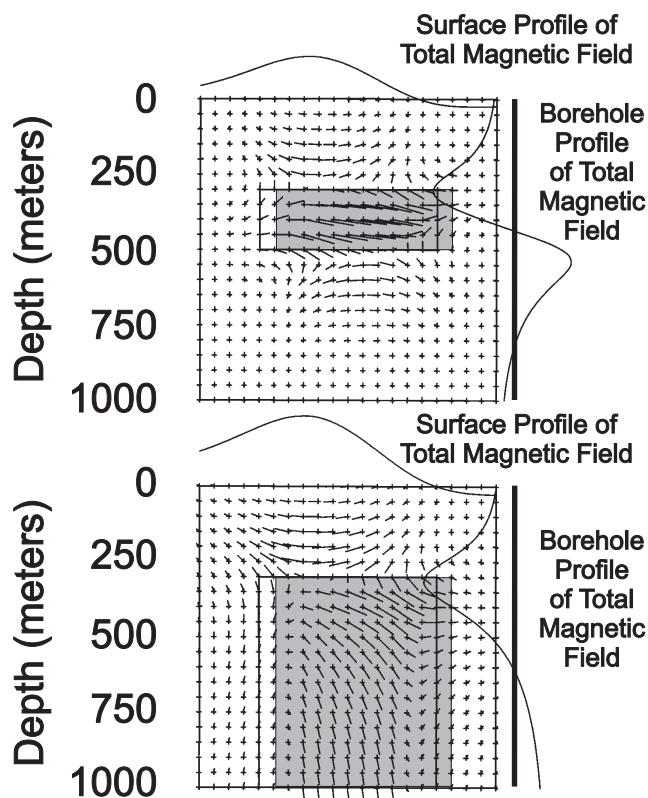 Surface Profile of
Total Magnetic Field
0
250
500
750
1000
Depth (meters)
Borehole
Profile
of Total
Magnetic
Field
Surface Profile of
Total Magnetic Field
0
250
500
750
1000
Depth (meters)
Borehole
Profile
of Total
Magnetic
Field